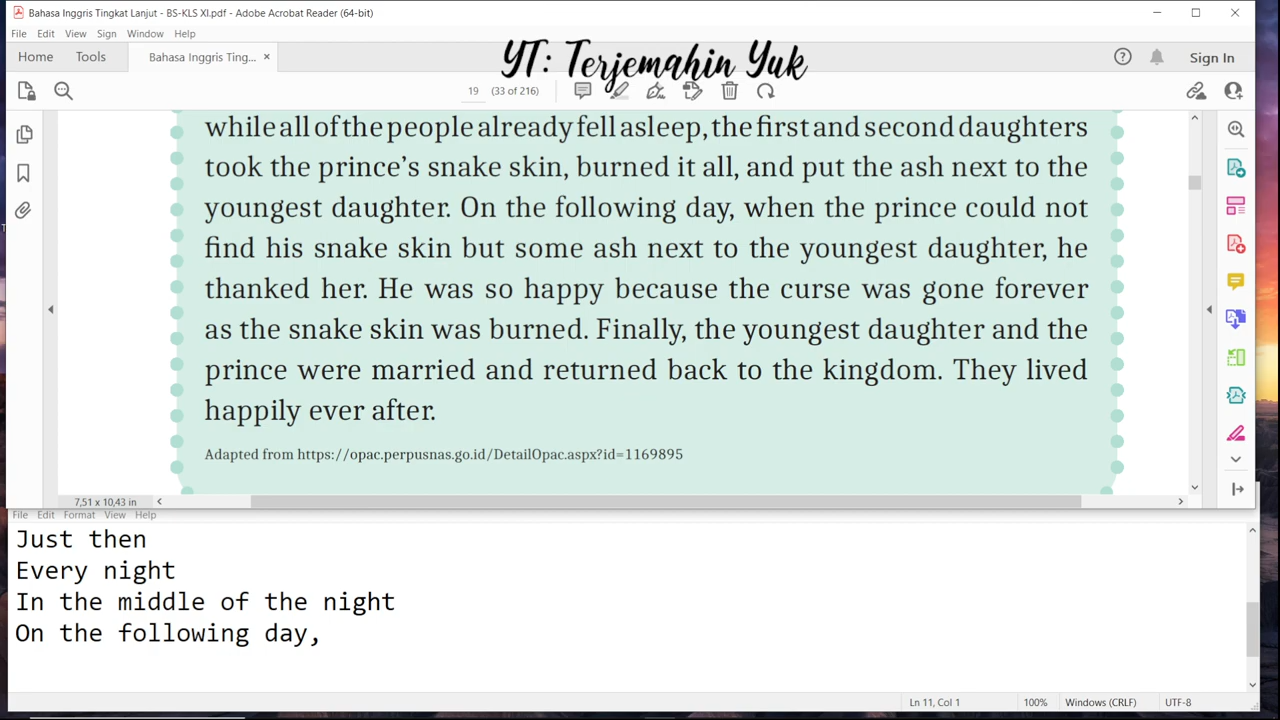 Bahasa Inggris Tingkat Lanjut - BS-KLS XI.pdf - Adobe Acrobat Reader (64-bit)
File Edit View Sign Window Help
Home Tools Bahasa Inggris Ting... × Sign In
YT: Terjemahin Yuk
19 (33 of 216)
while all of the people already fell asleep, the first and second daughters
took the prince’s snake skin, burned it all, and put the ash next to the
youngest daughter. On the following day, when the prince could not
find his snake skin but some ash next to the youngest daughter, he
thanked her. He was so happy because the curse was gone forever
as the snake skin was burned. Finally, the youngest daughter and the
prince were married and returned back to the kingdom. They lived
happily ever after.
Adapted from https://opac.perpusnas.go.id/DetailOpac.aspx?id=1169895
7,51 x 10,43 in
File Edit Format View Help
Just then
Every night
In the middle of the night
On the following day,
Ln 11, Col 1 100% Windows (CRLF) UTF-8